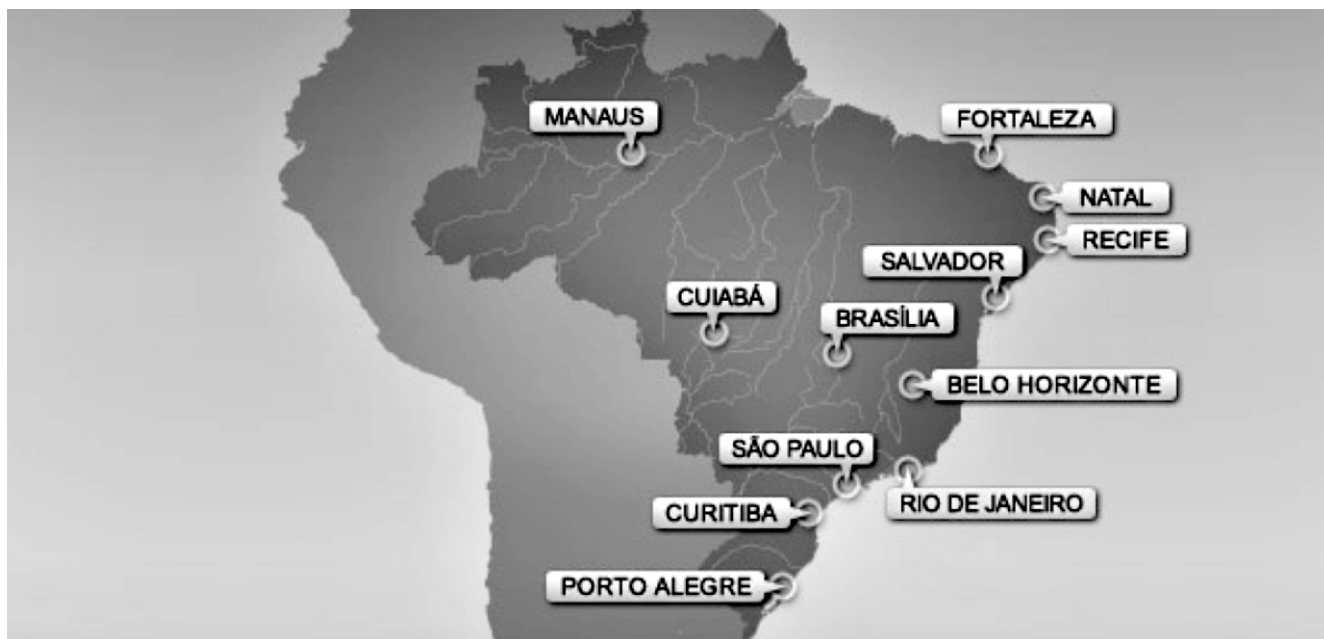 MANAUS
FORTALEZA
NATAL
RECIFE
SALVADOR
CUIABÁ
BRASÍLIA
BELO HORIZONTE
SÃO PAULO
RIO DE JANEIRO
CURITIBA
PORTO ALEGRE